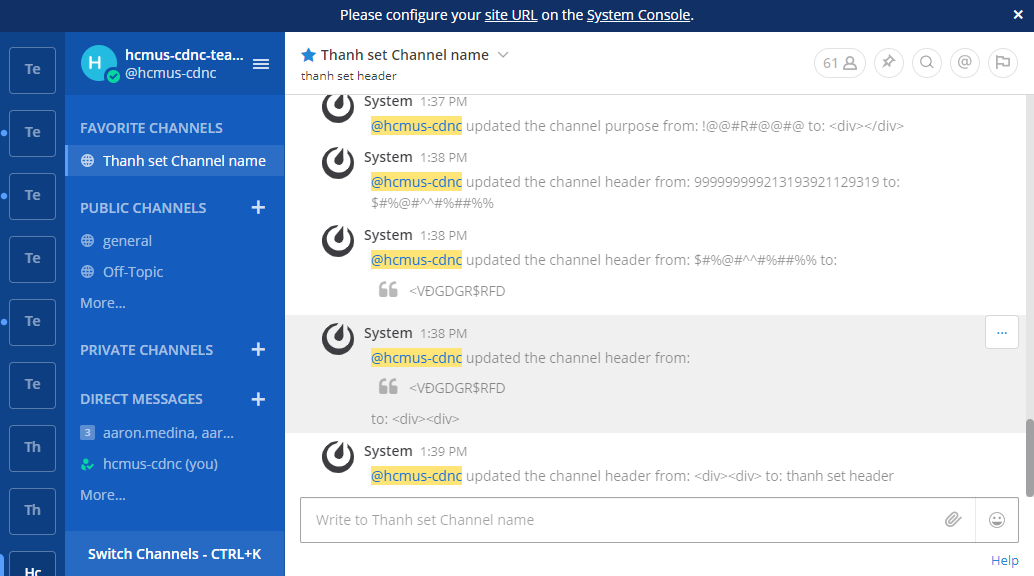 Please configure your site URL on the System Console.
×
Te
Te
Te
Te
Te
Te
Th
Th
Hc
H
hcmus-cdnc-tea...
@hcmus-cdnc
FAVORITE CHANNELS
Thanh set Channel name
PUBLIC CHANNELS +
general
Off-Topic
More...
PRIVATE CHANNELS +
DIRECT MESSAGES +
3 aaron.medina, aar...
hcmus-cdnc (you)
More...
Switch Channels - CTRL+K
Thanh set Channel name
thanh set header
61
@
System 1:37 PM
@hcmus-cdnc updated the channel purpose from: !@@#R#@@#@ to: <div></div>
System 1:38 PM
@hcmus-cdnc updated the channel header from: 999999999213193921129319 to:
$#%@#^^#%##%%
System 1:38 PM
@hcmus-cdnc updated the channel header from: $#%@#^^#%##%% to:
<VĐGDGR$RFD
System 1:38 PM
...
@hcmus-cdnc updated the channel header from:
<VĐGDGR$RFD
to: <div><div>
System 1:39 PM
@hcmus-cdnc updated the channel header from: <div><div> to: thanh set header
Write to Thanh set Channel name
Help